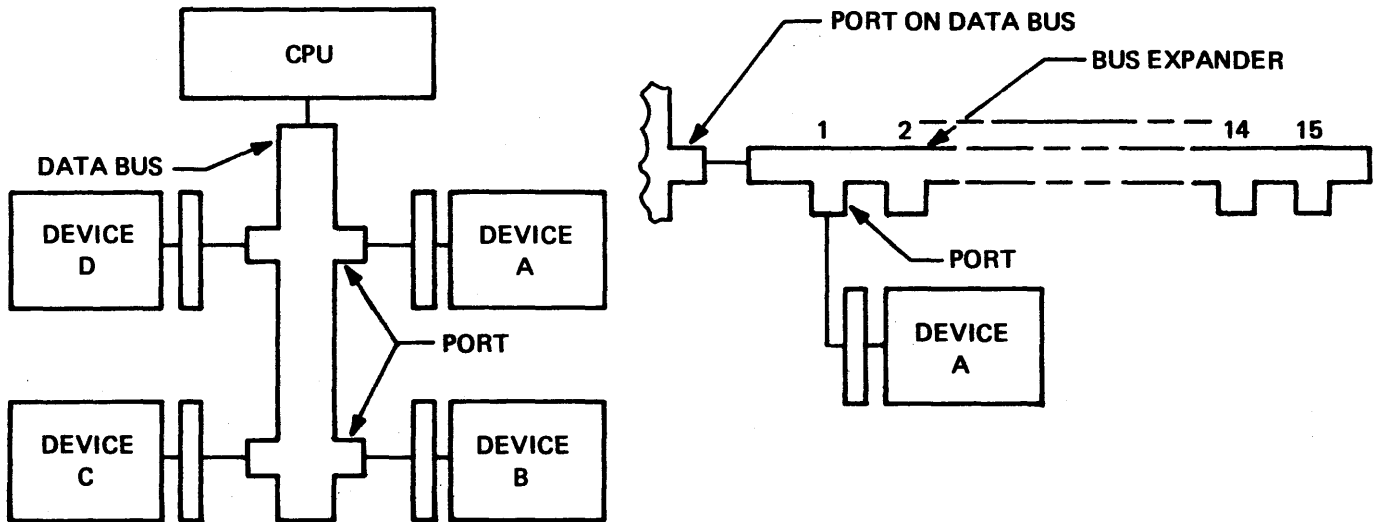 CPU
DATA BUS
DEVICE
D
DEVICE
A
PORT
DEVICE
C
DEVICE
B
PORT ON DATA BUS
BUS EXPANDER
1 2 14 15
PORT
DEVICE
A